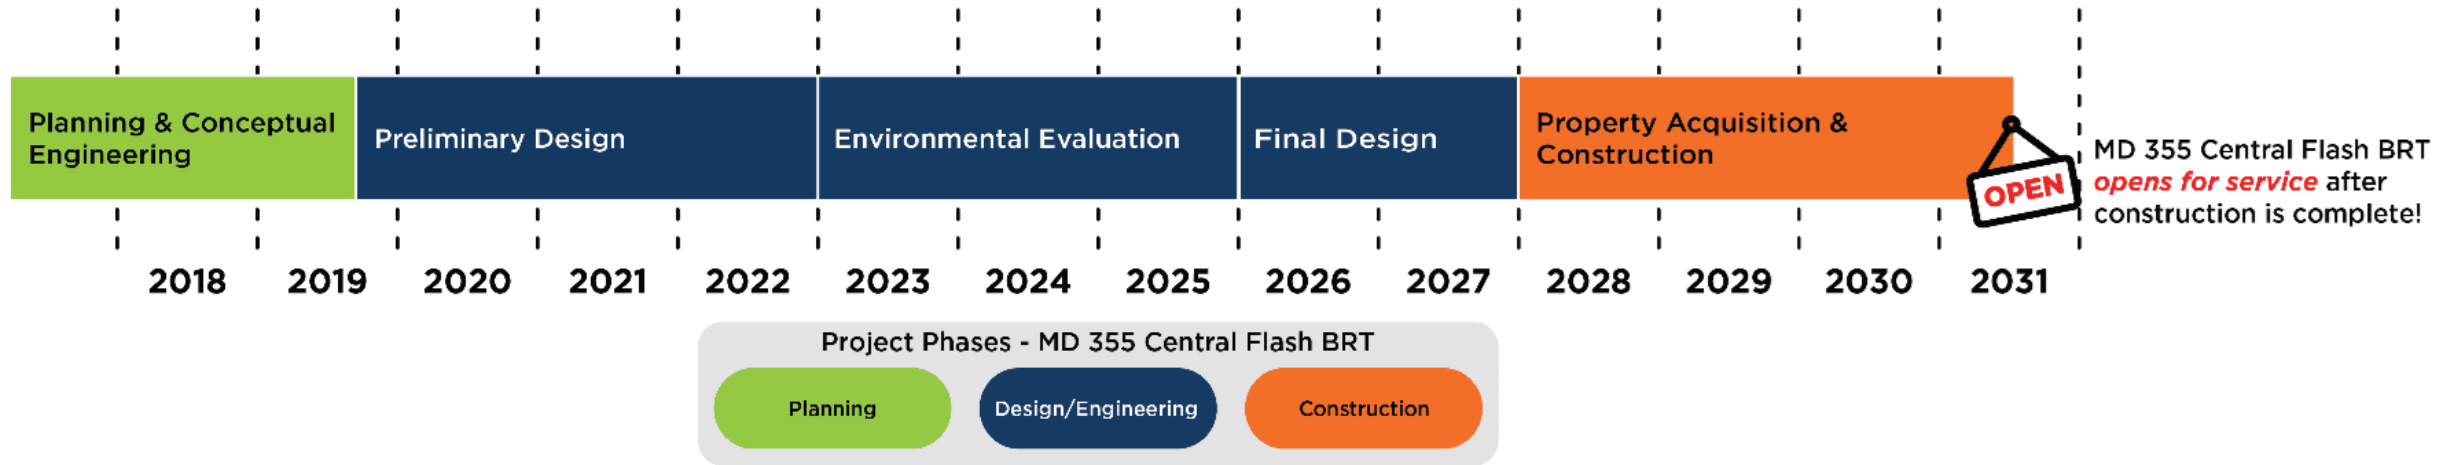 Planning & Conceptual
Engineering
Preliminary Design
Environmental Evaluation
Final Design
Property Acquisition &
Construction
OPEN
MD 355 Central Flash BRT
opens for service after
construction is complete!
2018 2019 2020 2021 2022 2023 2024 2025 2026 2027 2028 2029 2030 2031
Project Phases - MD 355 Central Flash BRT
Planning
Design/Engineering
Construction